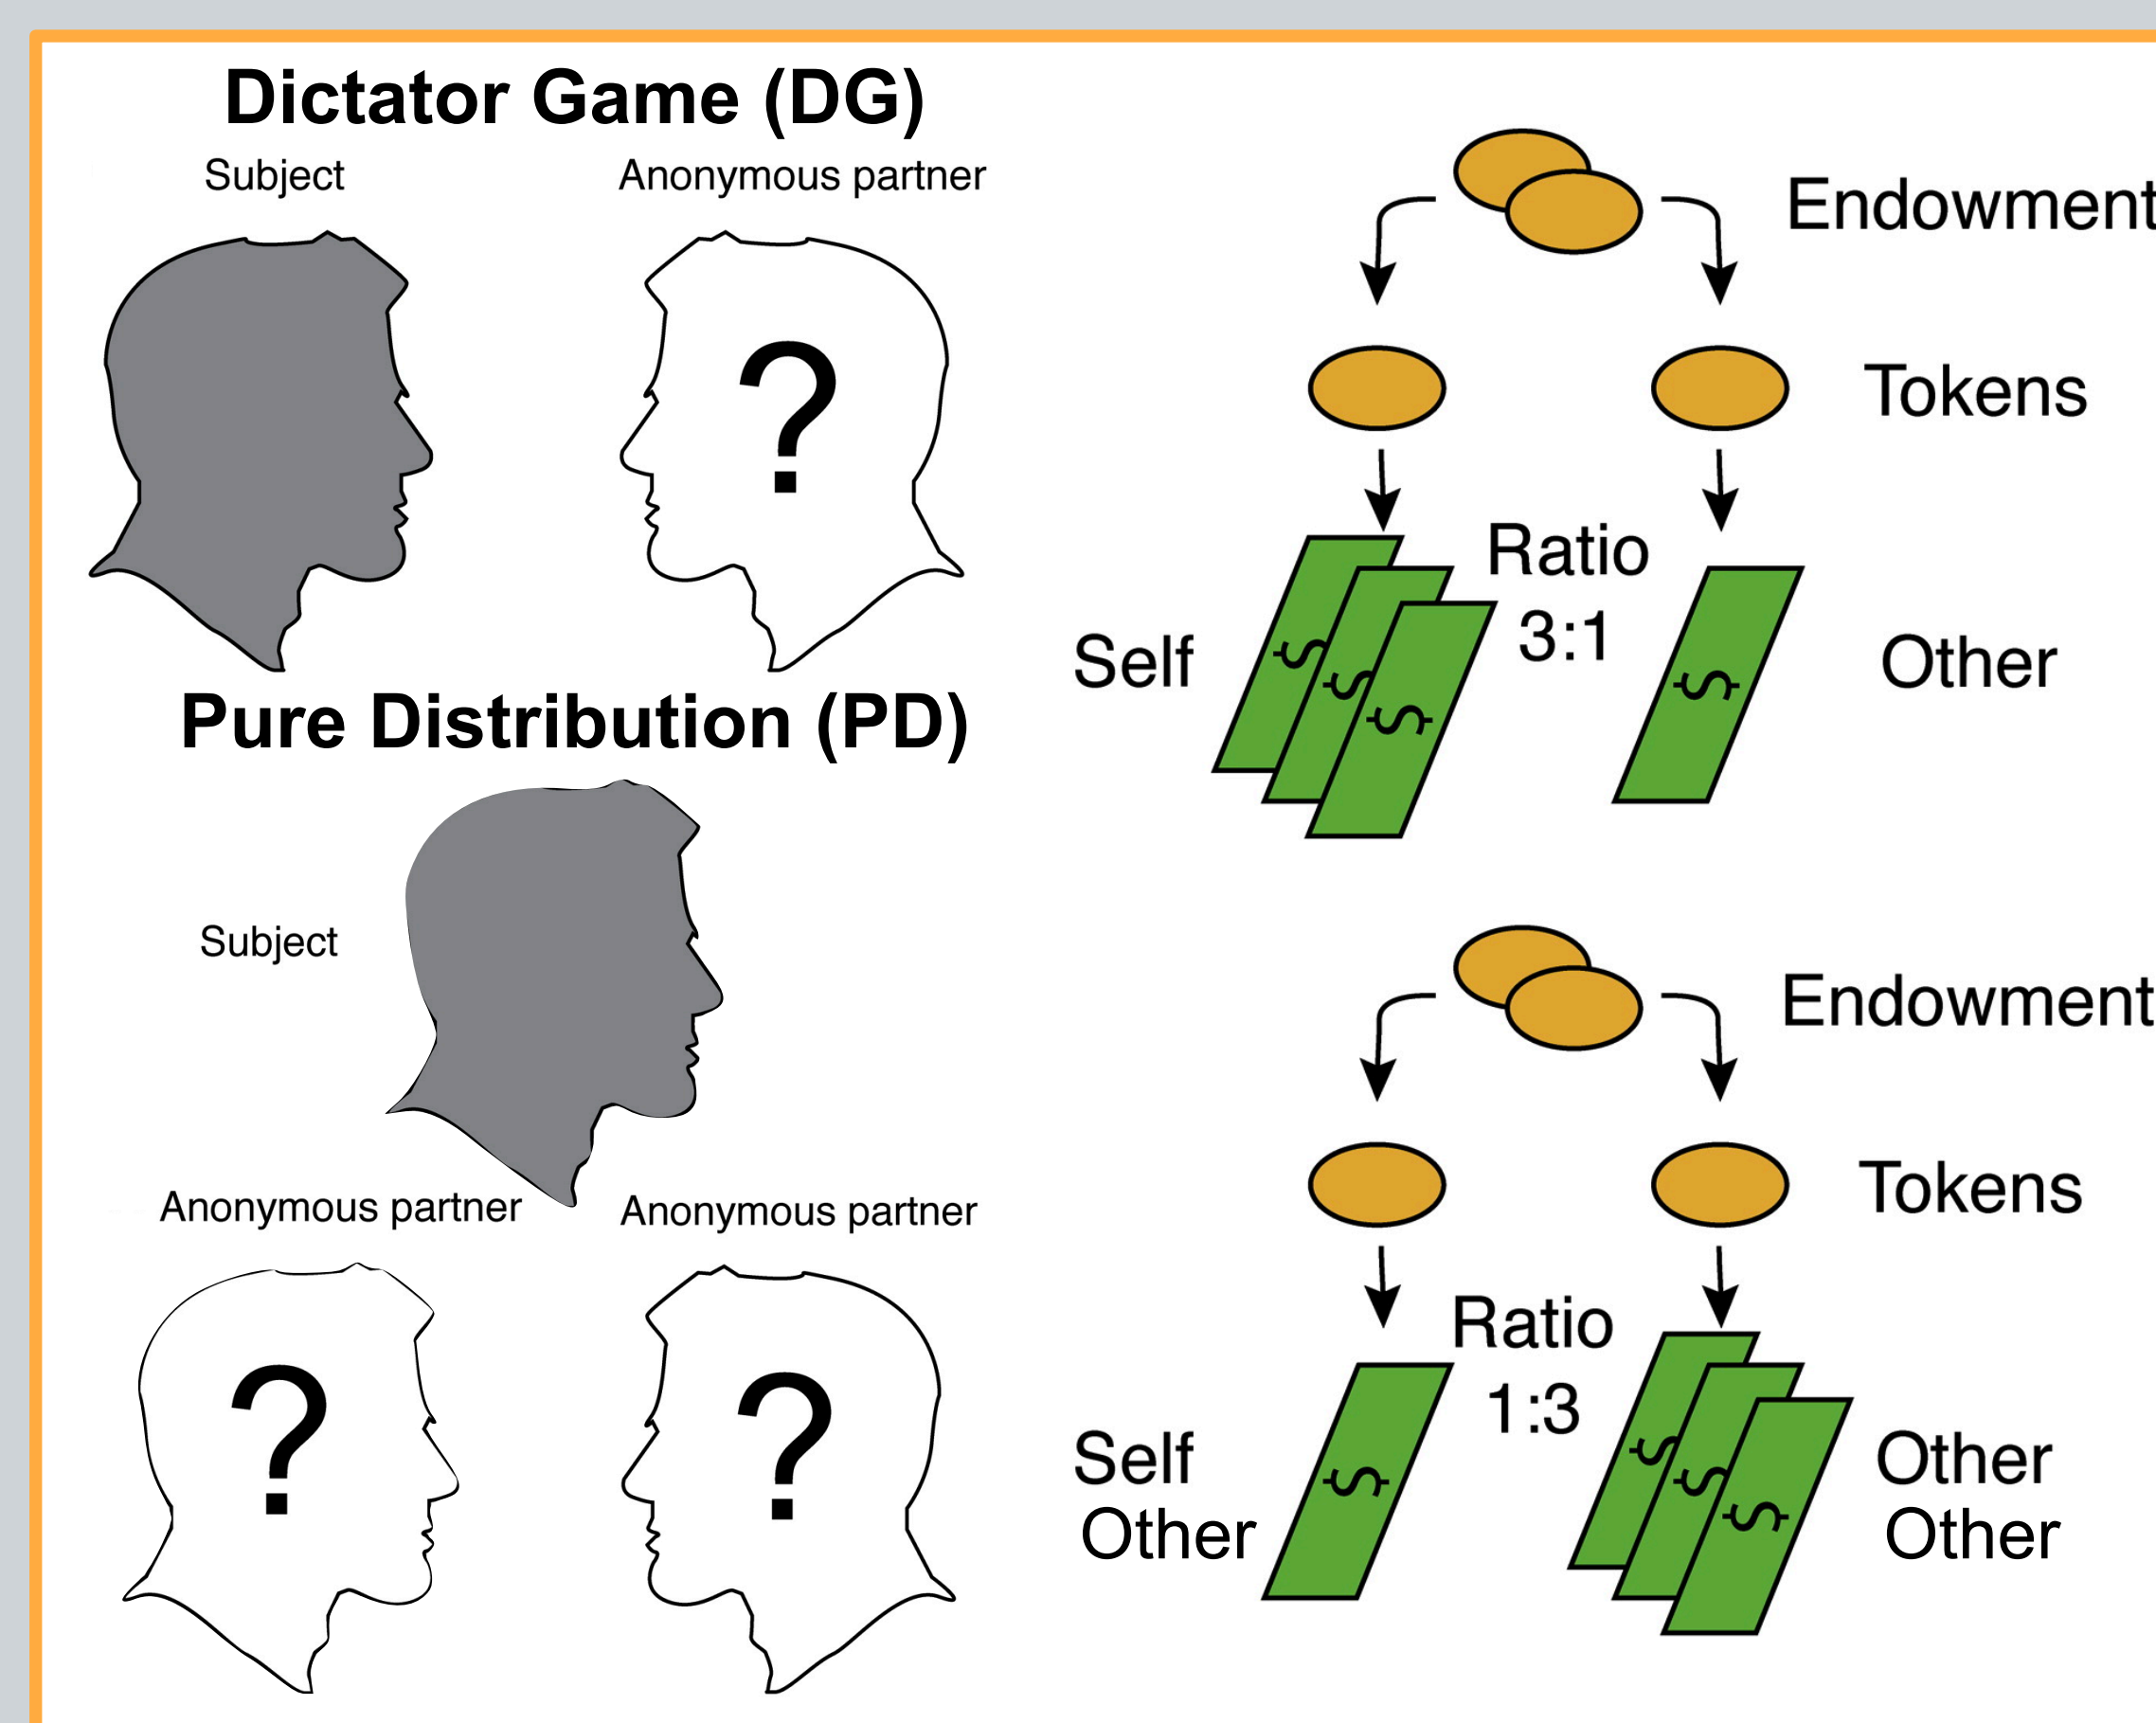 Dictator Game (DG)
Subject
Anonymous partner
?
Pure Distribution (PD)
Subject
Anonymous partner
Anonymous partner
?
?
Endowment
Tokens
Ratio
3:1
Self
Other
$
$
$
$
Endowment
Tokens
Ratio
1:3
Self
Other
Other
Other
$
$
$
$